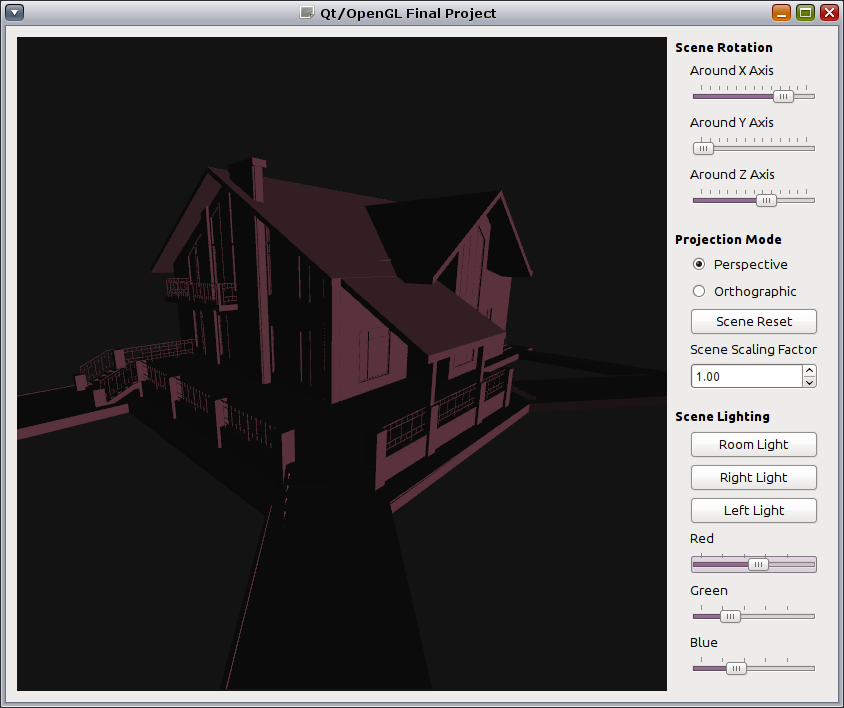 Qt/OpenGL Final Project
Scene Rotation
Around X Axis
Around Y Axis
Around Z Axis
Projection Mode
Perspective
Orthographic
Scene Reset
Scene Scaling Factor
1.00
Scene Lighting
Room Light
Right Light
Left Light
Red
Green
Blue